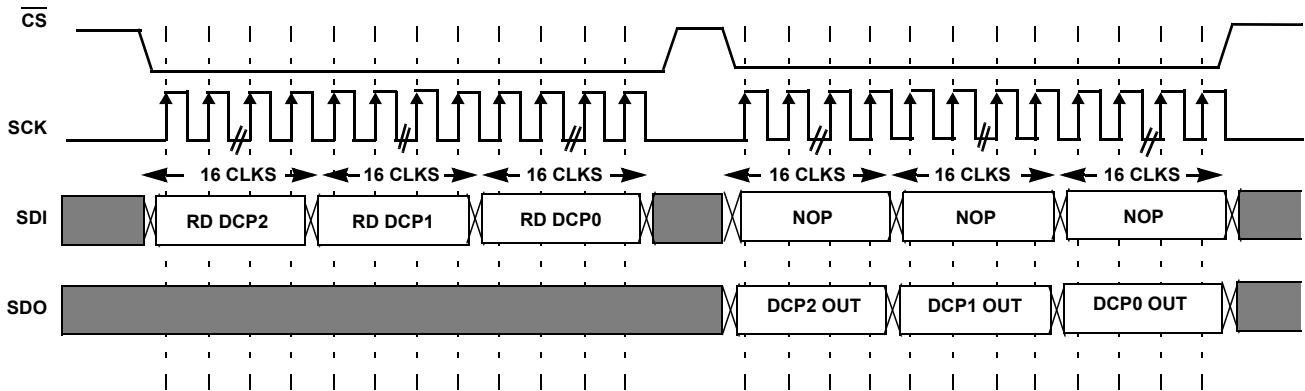 CS
SCK
16 CLKS 16 CLKS 16 CLKS 16 CLKS 16 CLKS 16 CLKS
SDI RD DCP2 RD DCP1 RD DCP0 NOP NOP NOP
SDO DCP2 OUT DCP1 OUT DCP0 OUT